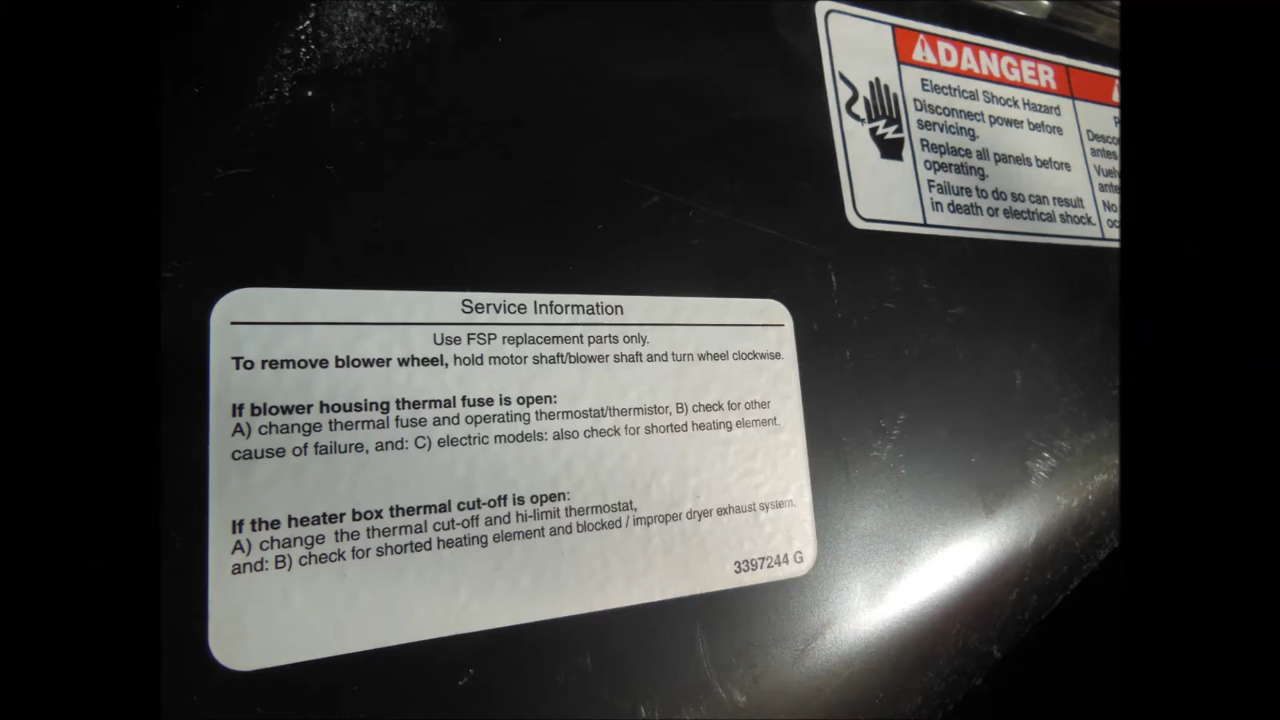 Service Information
Use FSP replacement parts only.
To remove blower wheel, hold motor shaft/blower shaft and turn wheel clockwise.
If blower housing thermal fuse is open:
A) change thermal fuse and operating thermostat/thermistor, B) check for other
cause of failure, and: C) electric models: also check for shorted heating element.
If the heater box thermal cut-off is open:
A) change the thermal cut-off and hi-limit thermostat,
and: B) check for shorted heating element and blocked / improper dryer exhaust system.
3397244 G
DANGER
Electrical Shock Hazard
Disconnect power before
servicing.
Replace all panels before
operating.
Failure to do so can result
in death or electrical shock.
antes
No